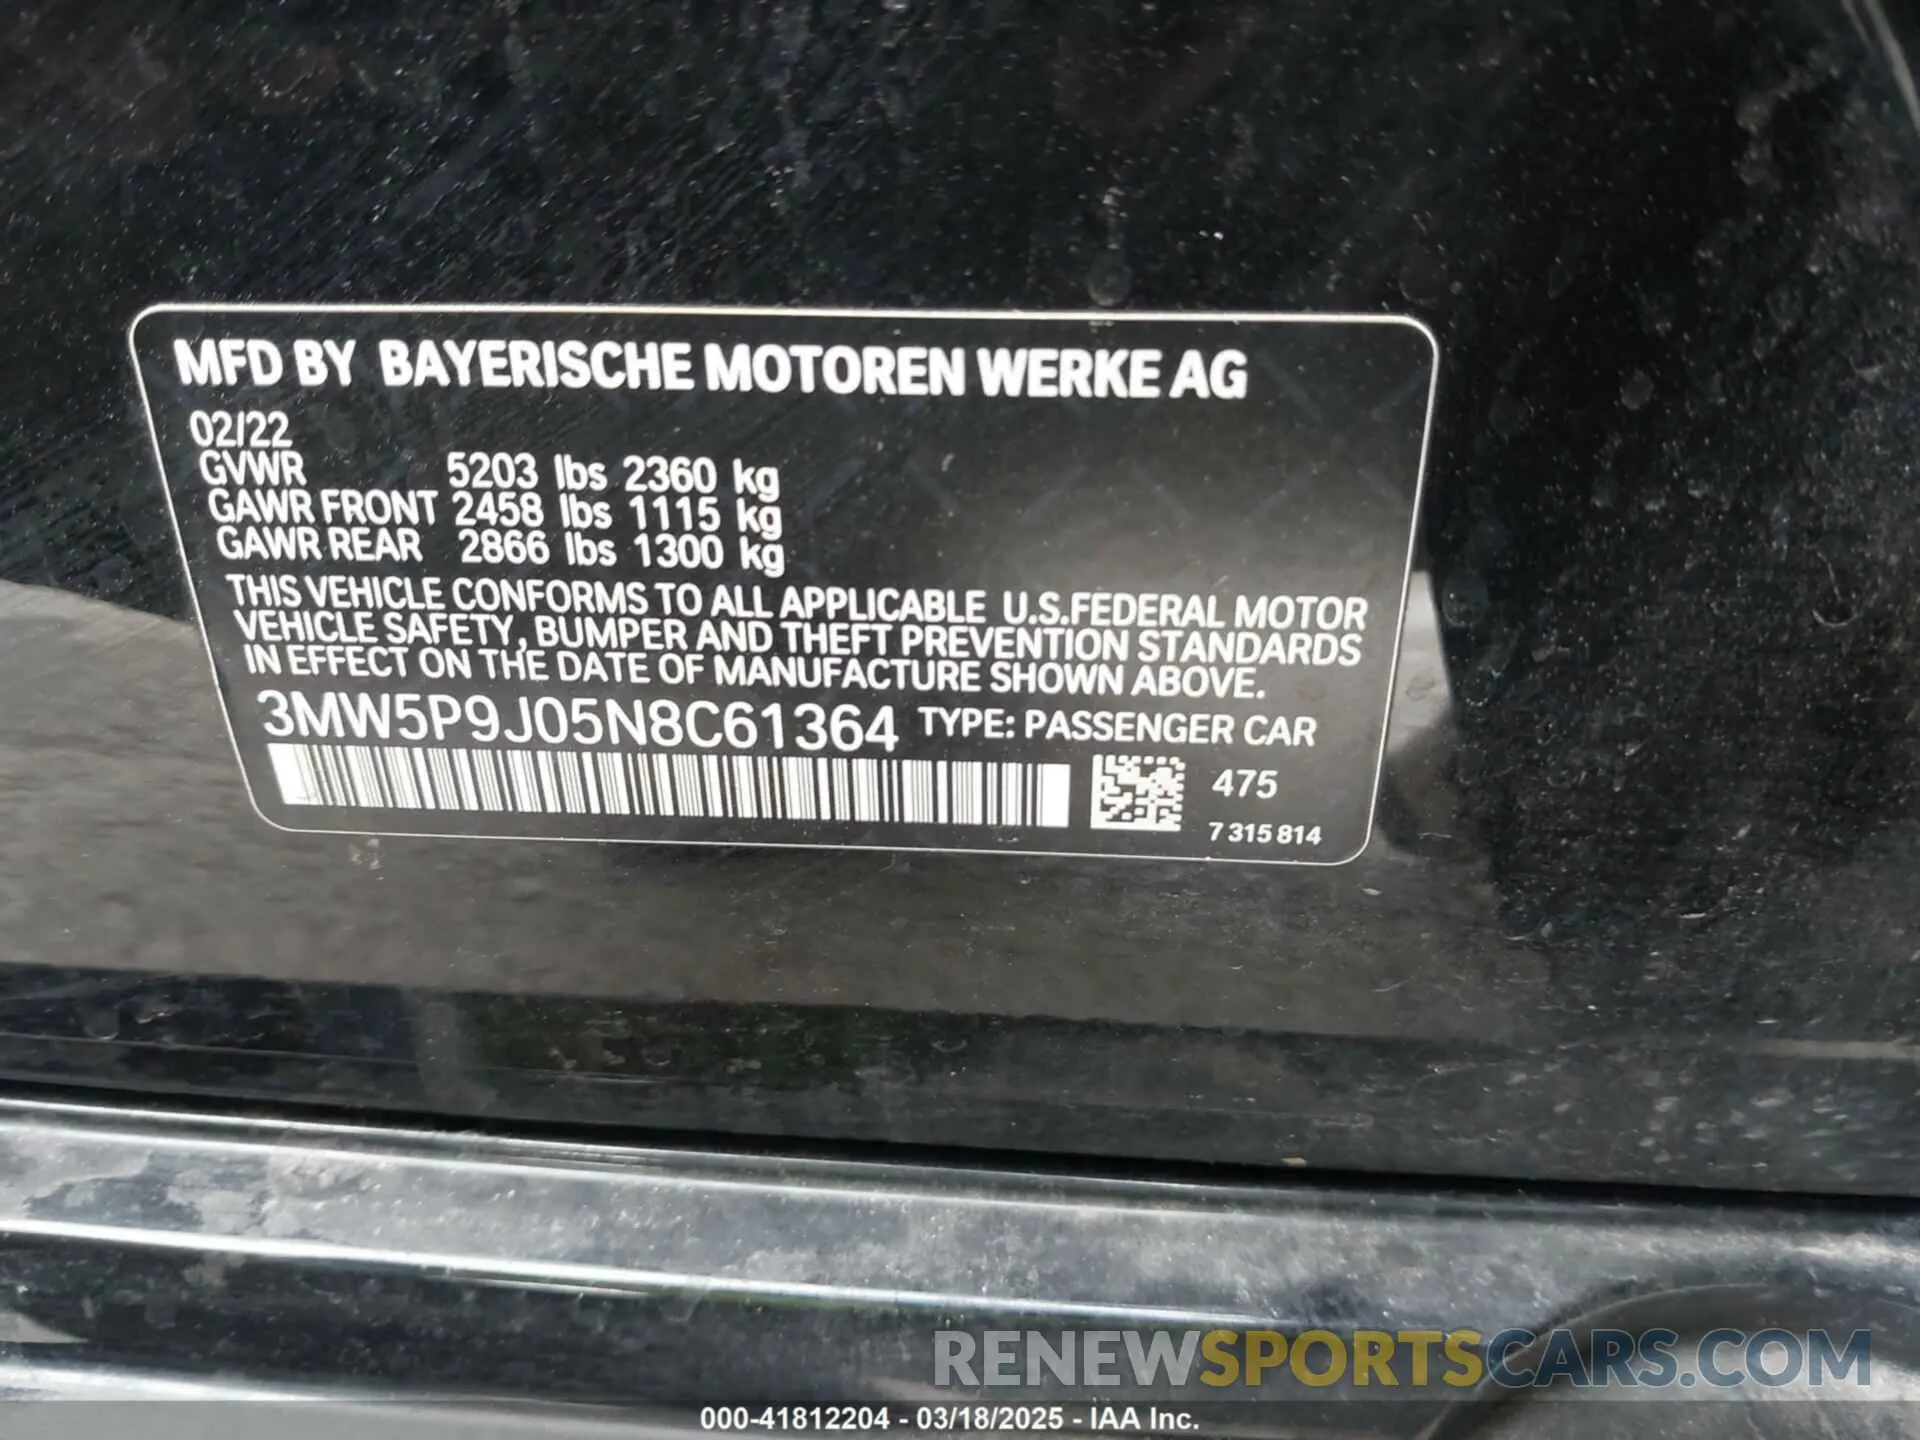 MFD BY BAYERISCHE MOTOREN WERKE AG
02/22
GVWR 5203 lbs 2360 kg
GAWR FRONT 2458 lbs 1115 kg
GAWR REAR 2866 lbs 1300 kg
THIS VEHICLE CONFORMS TO ALL APPLICABLE U.S.FEDERAL MOTOR
VEHICLE SAFETY, BUMPER AND THEFT PREVENTION STANDARDS
IN EFFECT ON THE DATE OF MANUFACTURE SHOWN ABOVE.
3MW5P9J05N8C61364 TYPE: PASSENGER CAR
475
7 315 814
RENEWSPORTSCARS.COM
000-41812204 - 03/18/2025 - IAA Inc.